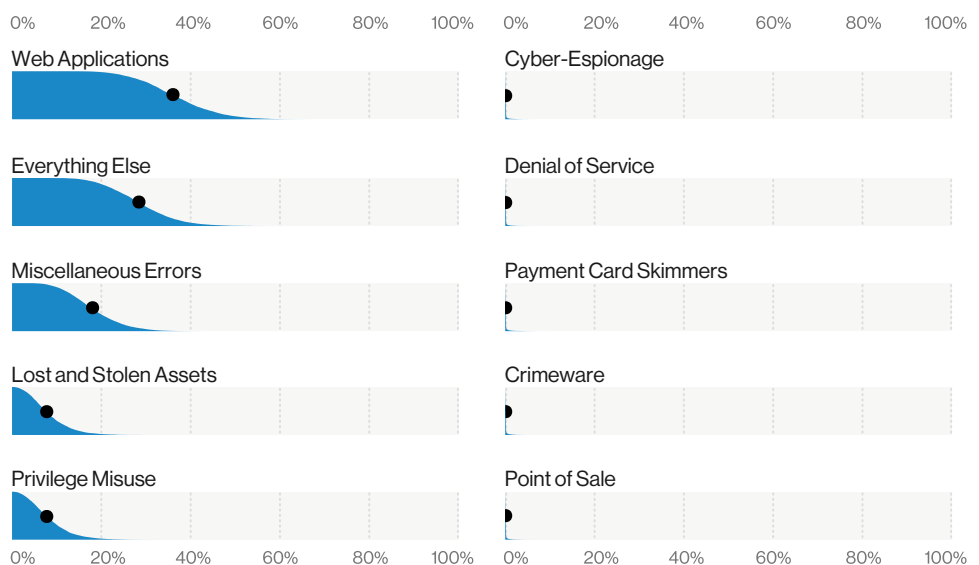 0% 20% 40% 60% 80% 100%
Web Applications
Everything Else
Miscellaneous Errors
Lost and Stolen Assets
Privilege Misuse
0% 20% 40% 60% 80% 100%
0% 20% 40% 60% 80% 100%
Cyber-Espionage
Denial of Service
Payment Card Skimmers
Crimeware
Point of Sale
0% 20% 40% 60% 80% 100%